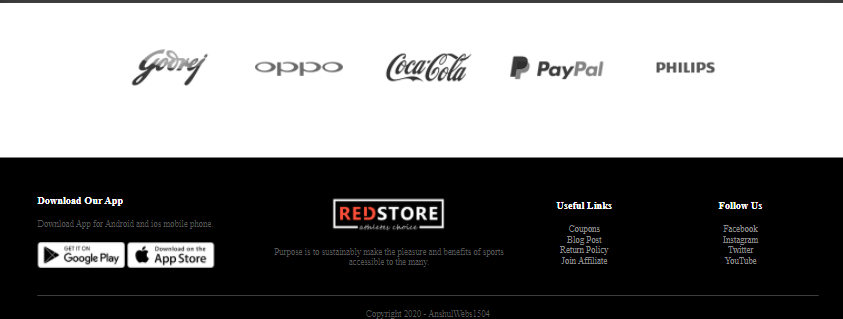 Godrej
oppo
Coca-Cola
PayPal
PHILIPS
Download Our App
Download App for Android and ios mobile phone.
GET IT ON
Google Play
Download on the
App Store
REDSTORE
athletes choice
Purpose is to sustainably make the pleasure and benefits of sports
accessible to the many.
Useful Links
Coupons
Blog Post
Return Policy
Join Affiliate
Follow Us
Facebook
Instagram
Twitter
YouTube
Copyright 2020 - AnshulWebs1504